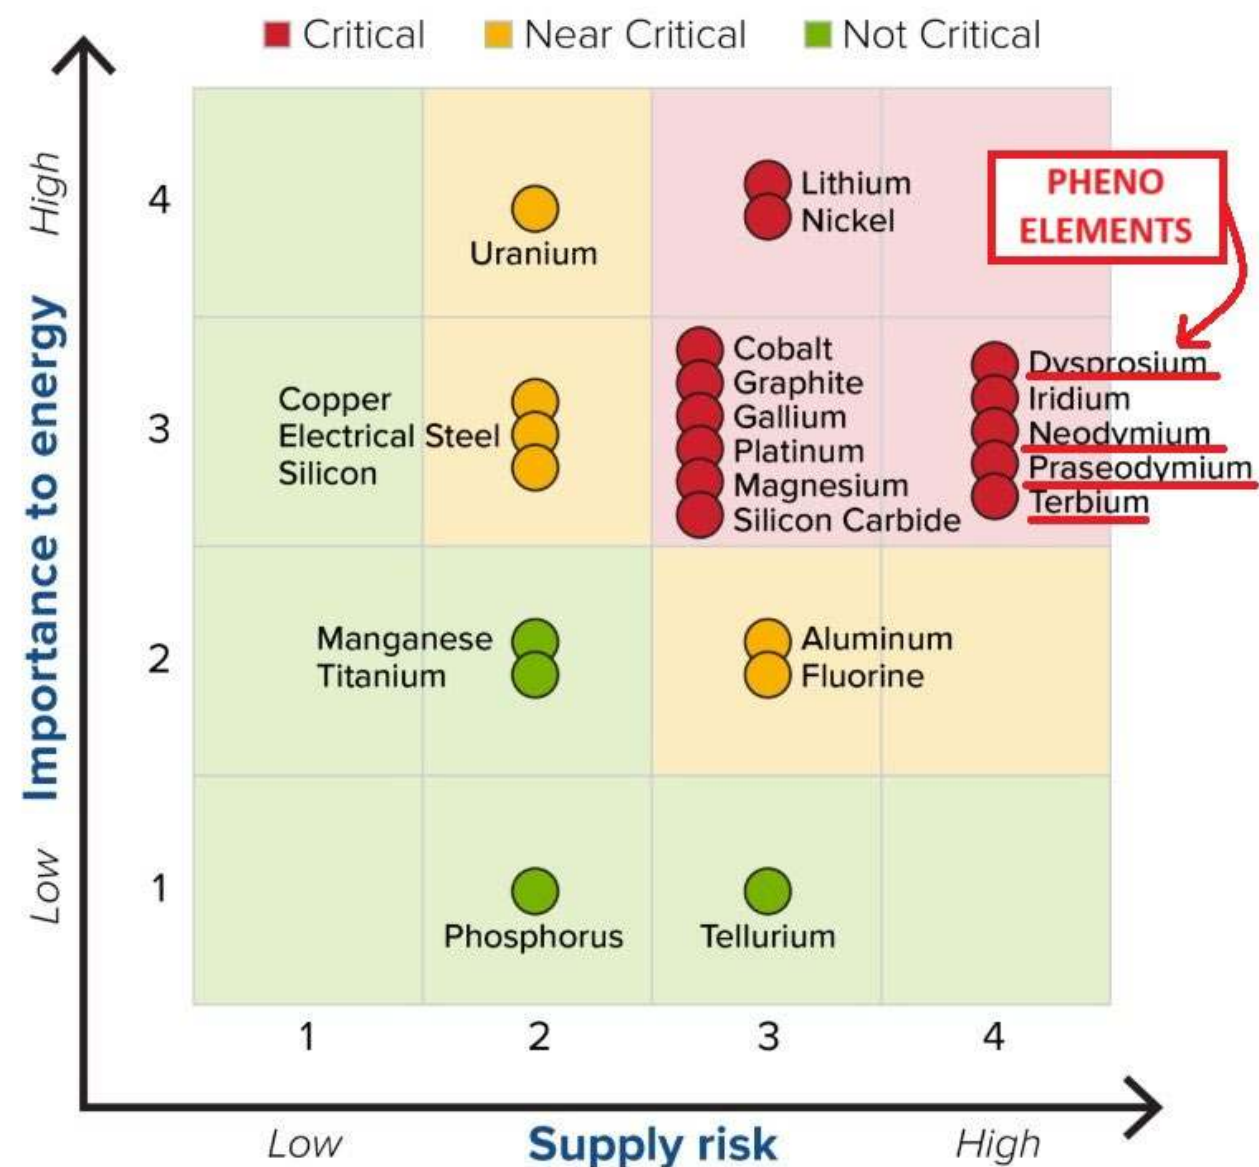 Critical
Near Critical
Not Critical
High
Importance to energy
Low
4
3
2
1
Uranium
Lithium
Nickel
PHENO
ELEMENTS
Copper
Electrical Steel
Silicon
Cobalt
Graphite
Gallium
Platinum
Magnesium
Silicon Carbide
Dysprosium
Iridium
Neodymium
Praseodymium
Terbium
Manganese
Titanium
Aluminum
Fluorine
Phosphorus
Tellurium
1
2
3
4
Low
Supply risk
High